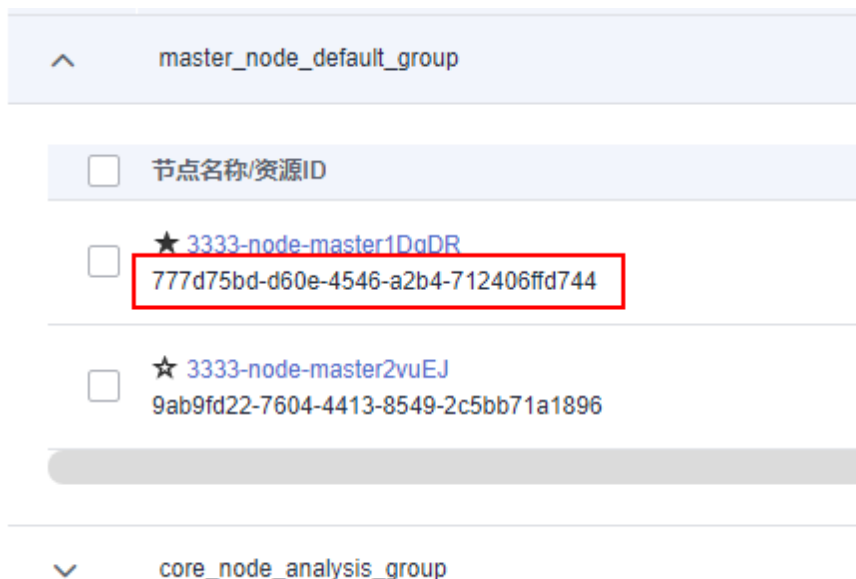 master_node_default_group
节点名称/资源ID
★ 3333-node-master1DqDR
777d75bd-d60e-4546-a2b4-712406ffd744
☆ 3333-node-master2vuEJ
9ab9fd22-7604-4413-8549-2c5bb71a1896
core_node_analysis_group